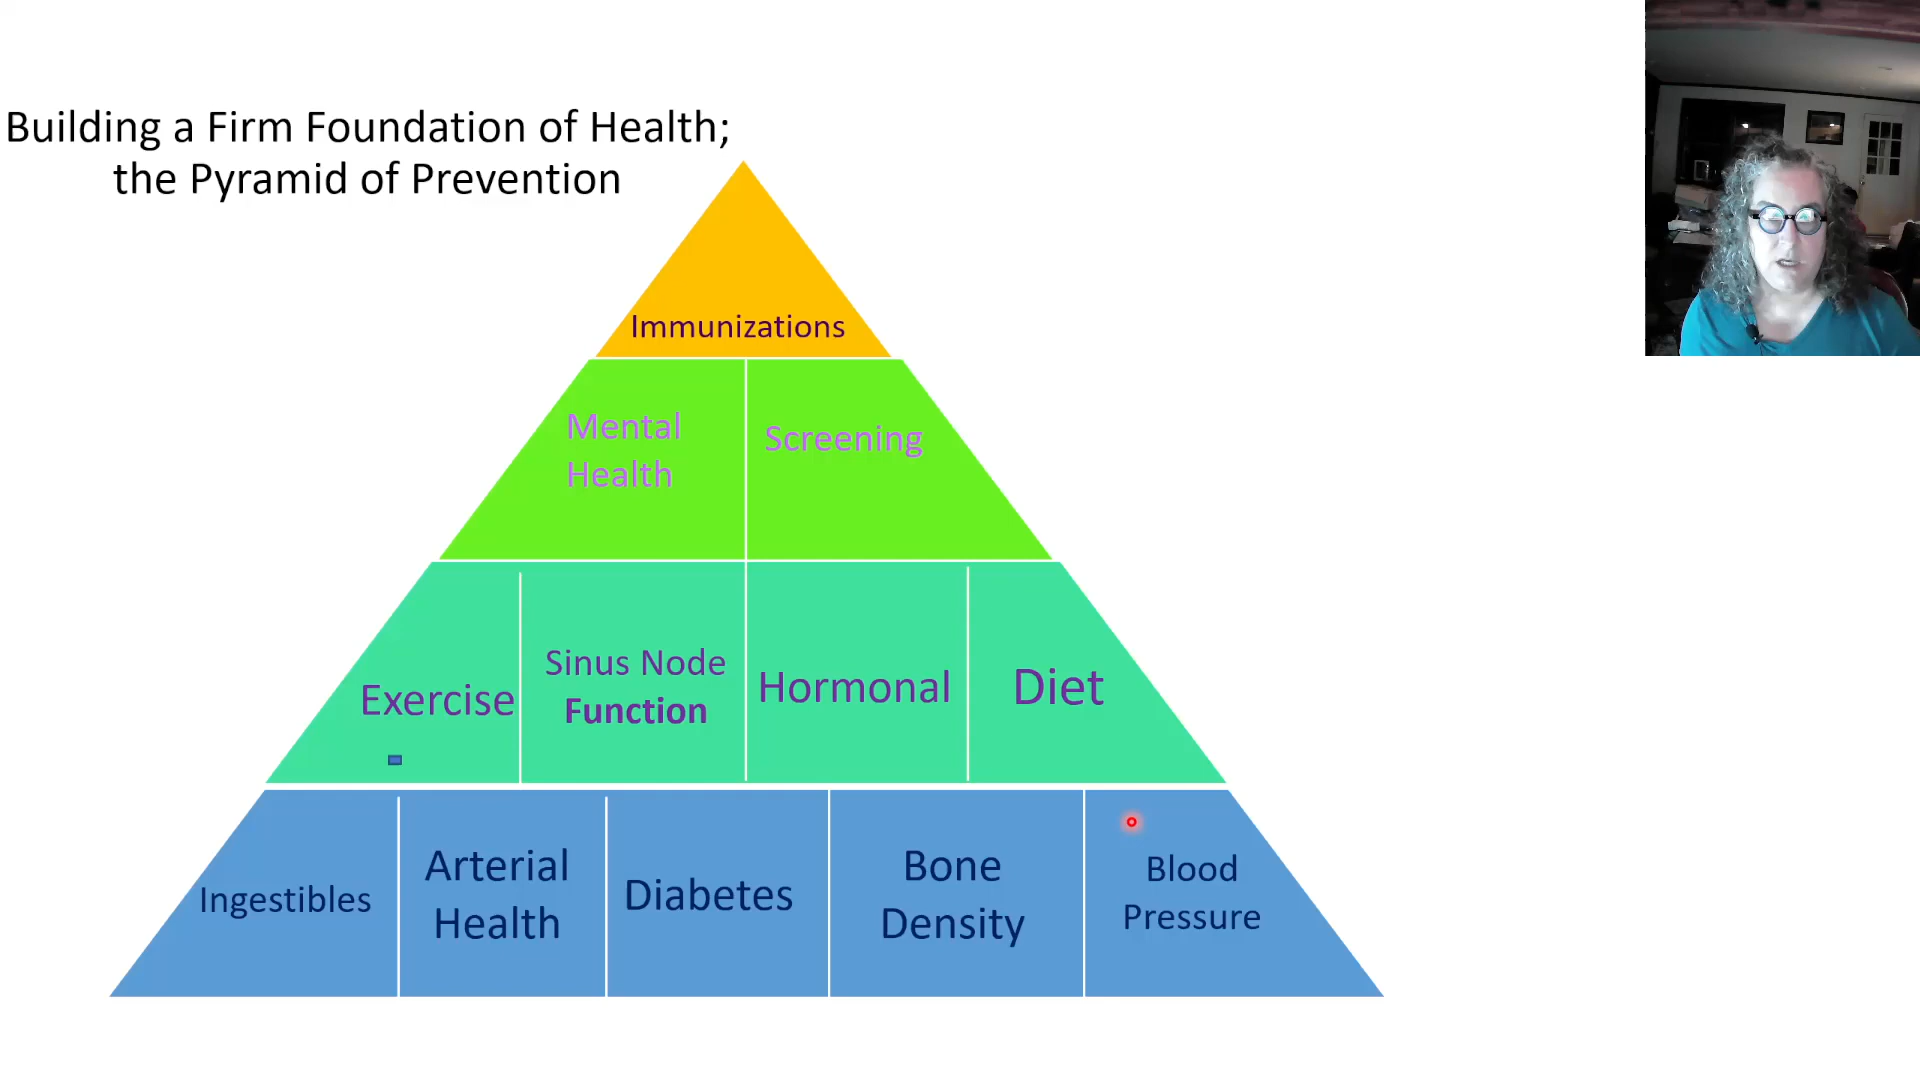 Building a Firm Foundation of Health;
the Pyramid of Prevention
Immunizations
Mental
Health
Screening
Exercise
Sinus Node
Function
Hormonal
Diet
Ingestibles
Arterial
Health
Diabetes
Bone
Density
Blood
Pressure